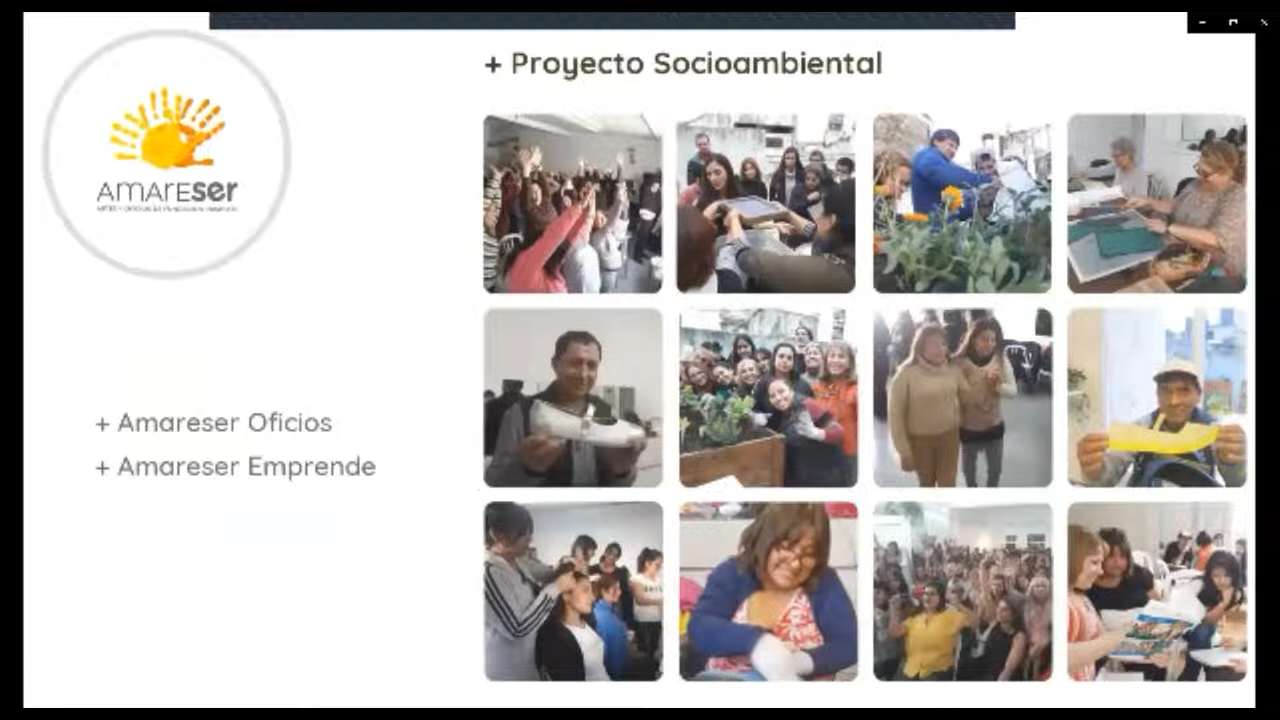 + Proyecto Socioambiental
AMAREser
+ Amareser Oficios
+ Amareser Emprende